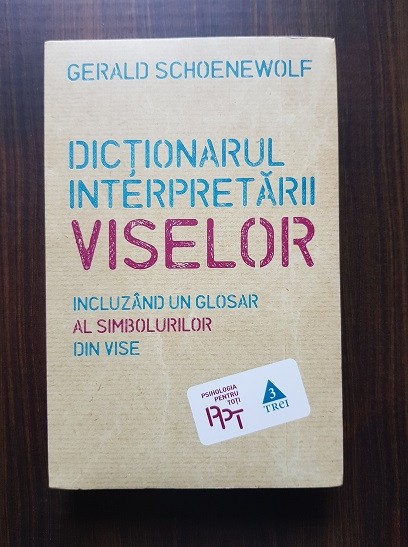 GERALD SCHOENEWOLF
DICȚIONARUL
INTERPRETĂRII
VISELOR
INCLUZÂND UN GLOSAR
AL SIMBOLURILOR
DIN VISE
PSIHOLOGIA
PENTRU
TOȚI
PPT
3
TREI